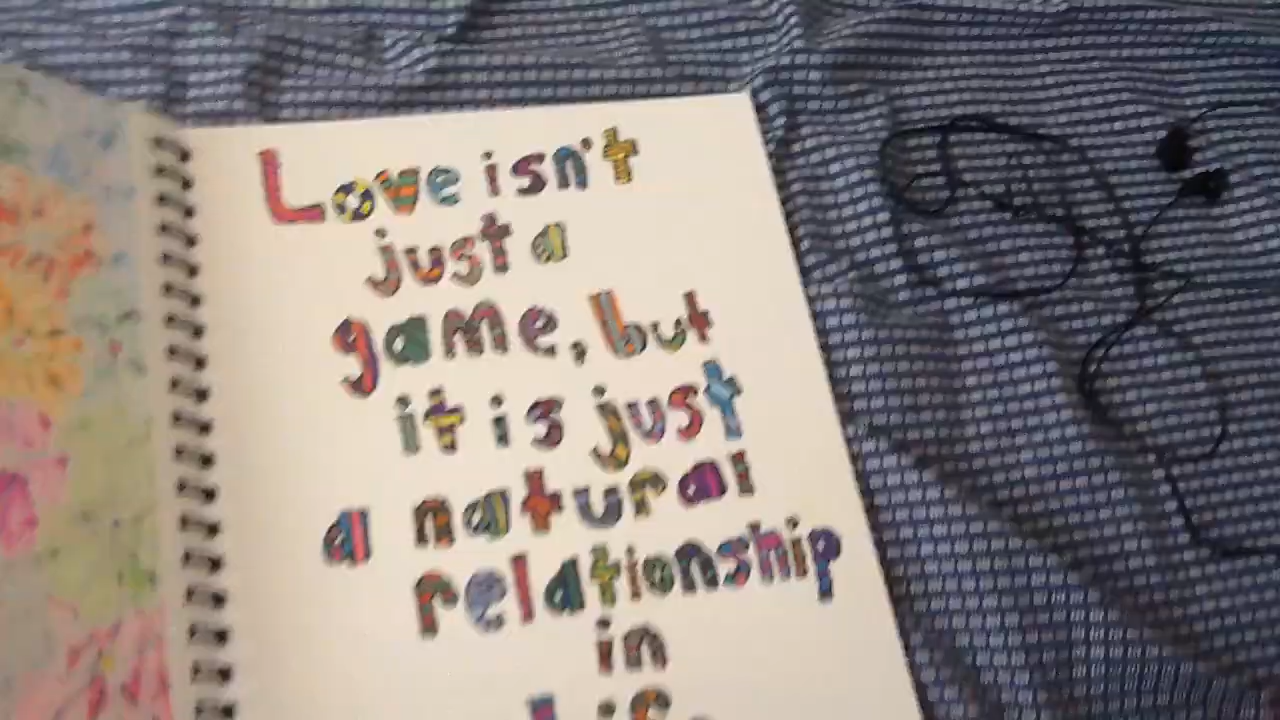 Love isn't
just a
game, but
it is just
a natural
relationship
in